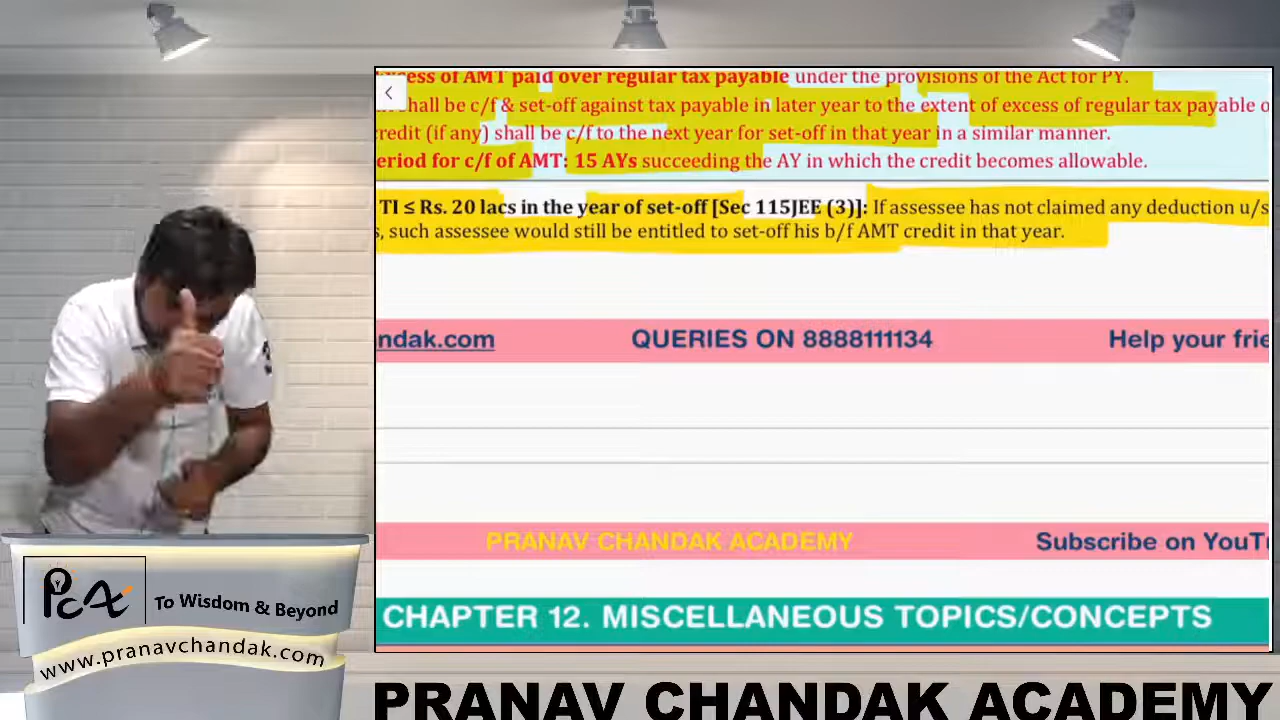 excess of AMT paid over regular tax payable under the provisions of the Act for PY.
shall be c/f & set-off against tax payable in later year to the extent of excess of regular tax payable o
credit (if any) shall be c/f to the next year for set-off in that year in a similar manner.
eriod for c/f of AMT: 15 AYs succeeding the AY in which the credit becomes allowable.
TI ≤ Rs. 20 lacs in the year of set-off [Sec 115JEE (3)]: If assessee has not claimed any deduction u/s
s, such assessee would still be entitled to set-off his b/f AMT credit in that year.
ndak.com QUERIES ON 8888111134 Help your frie
PRANAV CHANDAK ACADEMY Subscribe on YouTu
CHAPTER 12. MISCELLANEOUS TOPICS/CONCEPTS
PCA To Wisdom & Beyond
www.pranavchandak.com
PRANAV CHANDAK ACADEMY